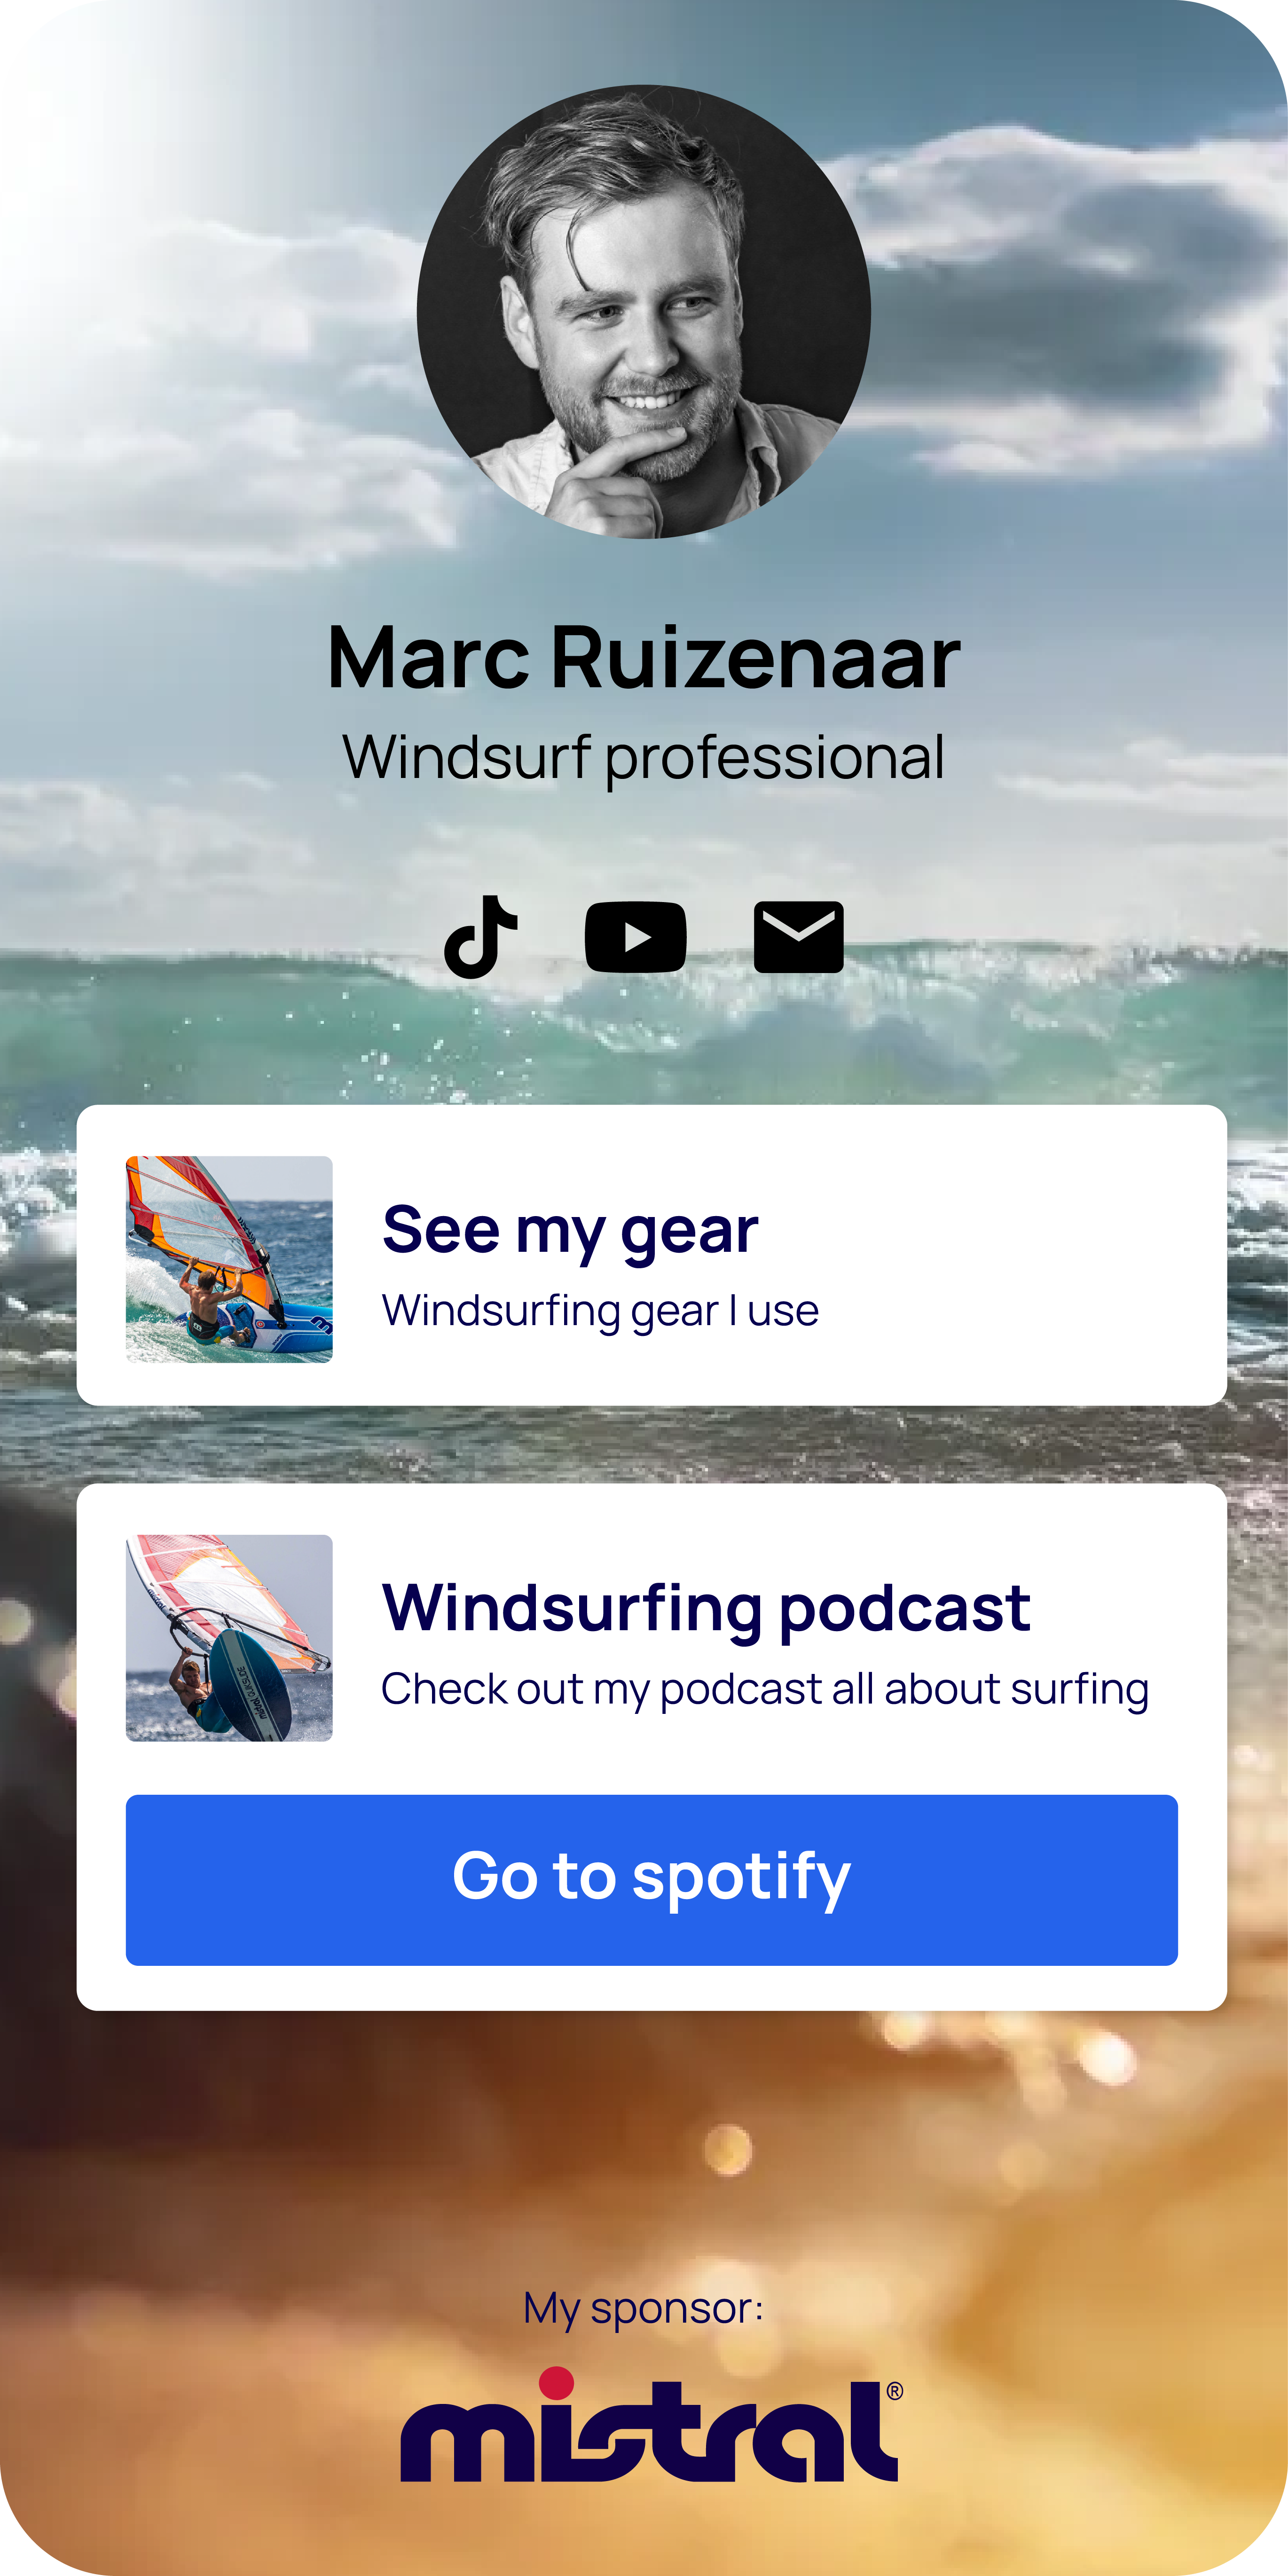 Marc Ruizenaar
Windsurf professional
See my gear
Windsurfing gear I use
Windsurfing podcast
Check out my podcast all about surfing
Go to spotify
My sponsor:
mistral®